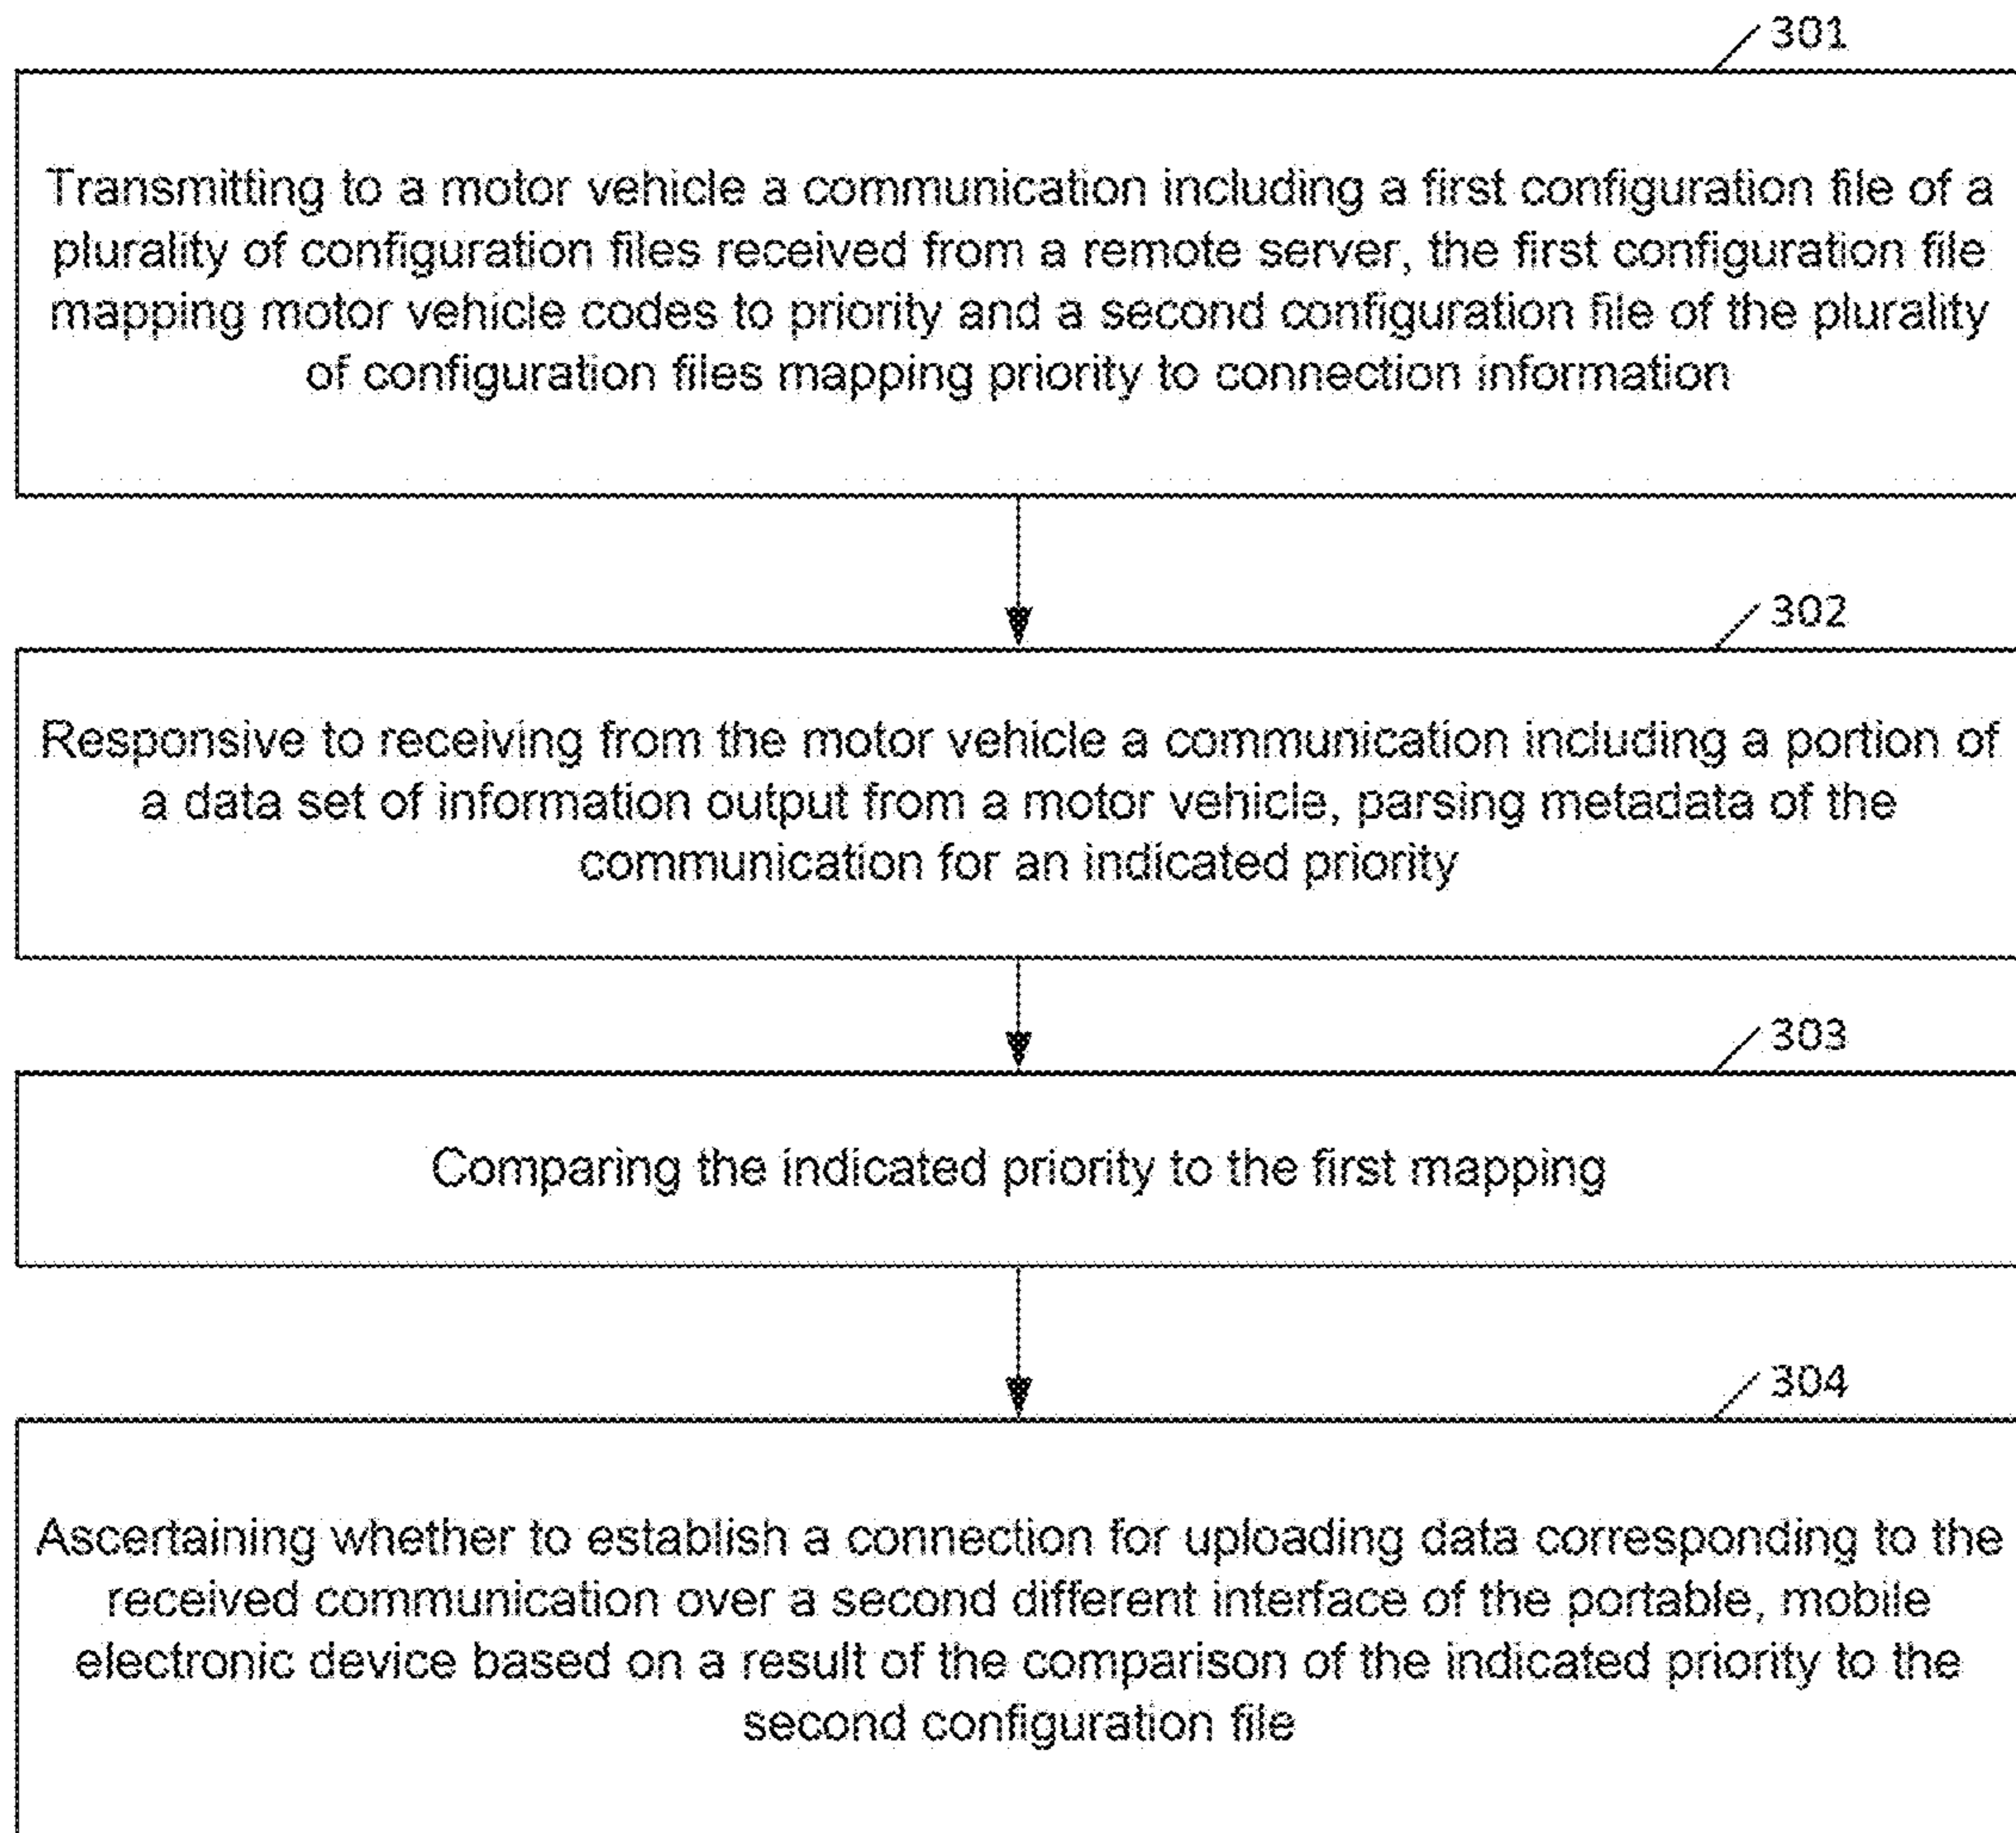 301
Transmitting to a motor vehicle a communication including a first configuration file of a
plurality of configuration files received from a remote server, the first configuration file
mapping motor vehicle codes to priority and a second configuration file of the plurality
of configuration files mapping priority to connection information
302
Responsive to receiving from the motor vehicle a communication including a portion of
a data set of information output from a motor vehicle, parsing metadata of the
communication for an indicated priority
303
Comparing the indicated priority to the first mapping
304
Ascertaining whether to establish a connection for uploading data corresponding to the
received communication over a second different interface of the portable, mobile
electronic device based on a result of the comparison of the indicated priority to the
second configuration file